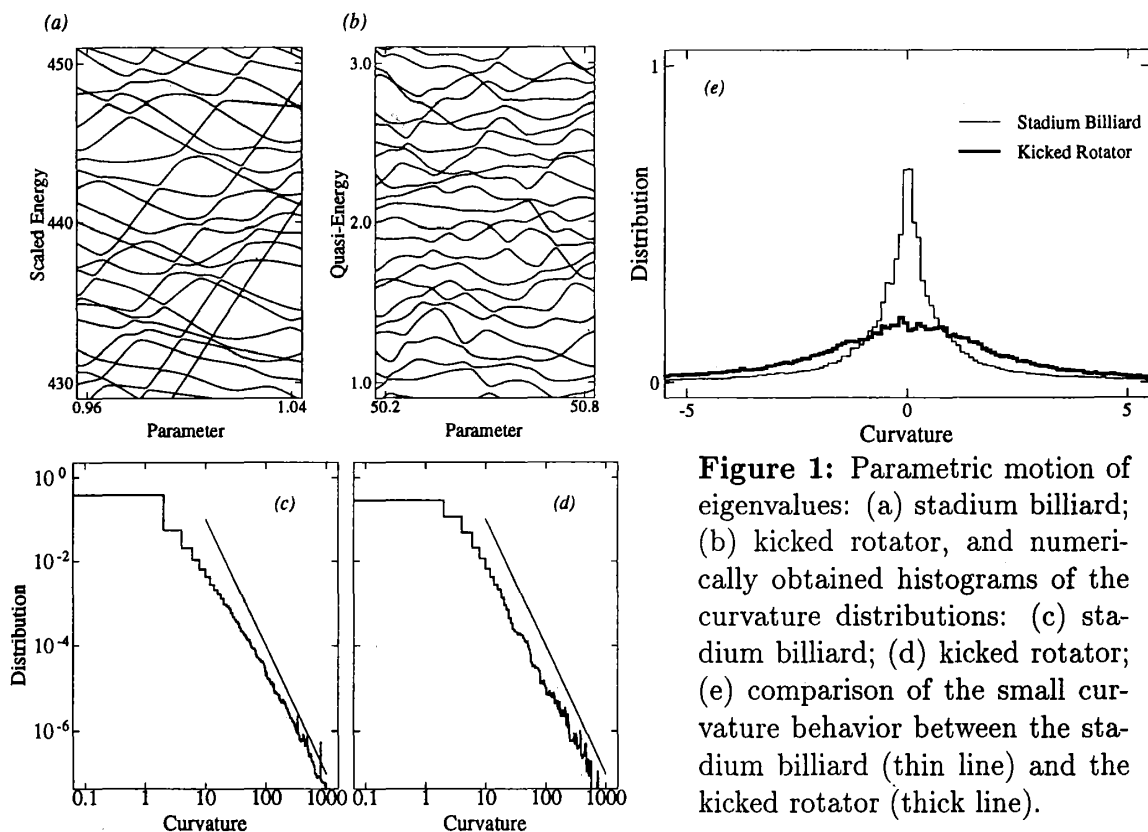 (a)
450
440
430
Scaled Energy
0.96
1.04
Parameter
(b)
3.0
2.0
1.0
Quasi-Energy
50.2
50.8
Parameter
(e)
1
0
Distribution
Stadium Billiard
Kicked Rotator
-5
0
5
Curvature
(c)
10^0
10^-2
10^-4
10^-6
Distribution
0.1
1
10
100
1000
Curvature
(d)
0.1
1
10
100
1000
Curvature
Figure 1: Parametric motion of
eigenvalues: (a) stadium billiard;
(b) kicked rotator, and numeri-
cally obtained histograms of the
curvature distributions: (c) sta-
dium billiard; (d) kicked rotator;
(e) comparison of the small cur-
vature behavior between the sta-
dium billiard (thin line) and the
kicked rotator (thick line).